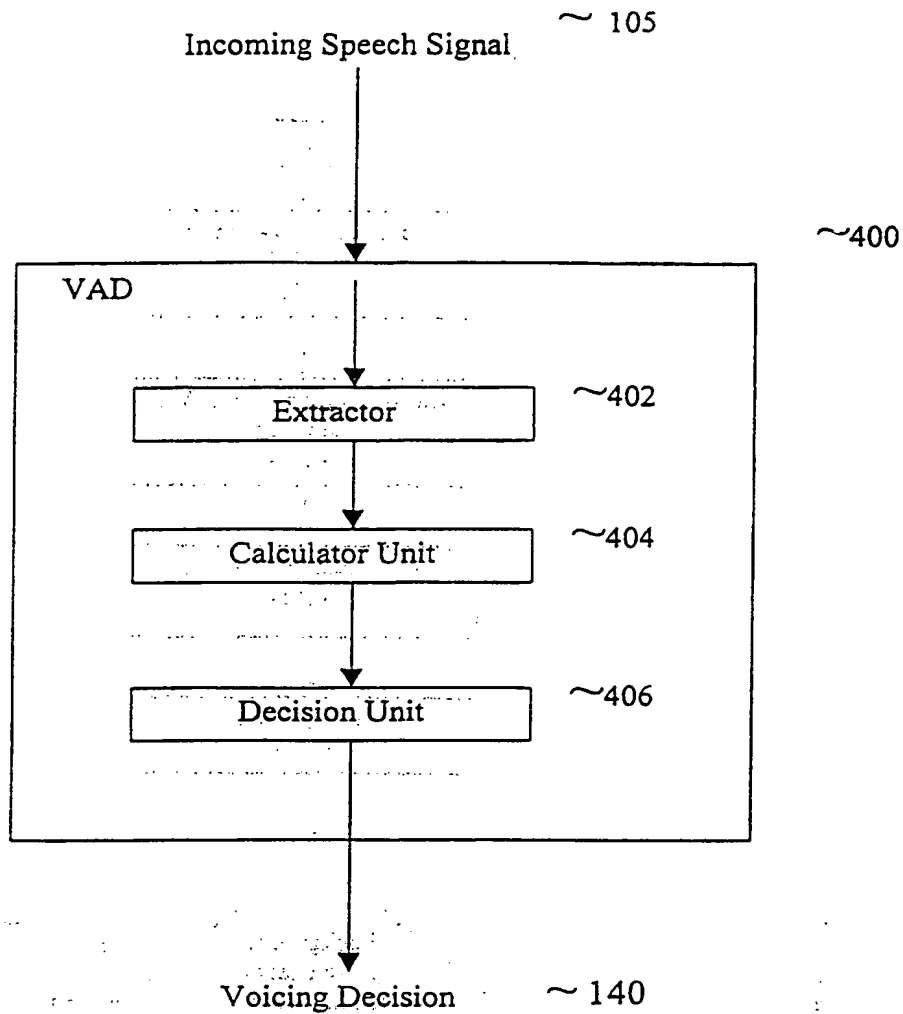 ~ 105
Incoming Speech Signal
~400
VAD
Extractor ~402
Calculator Unit ~404
Decision Unit ~406
Voicing Decision ~ 140